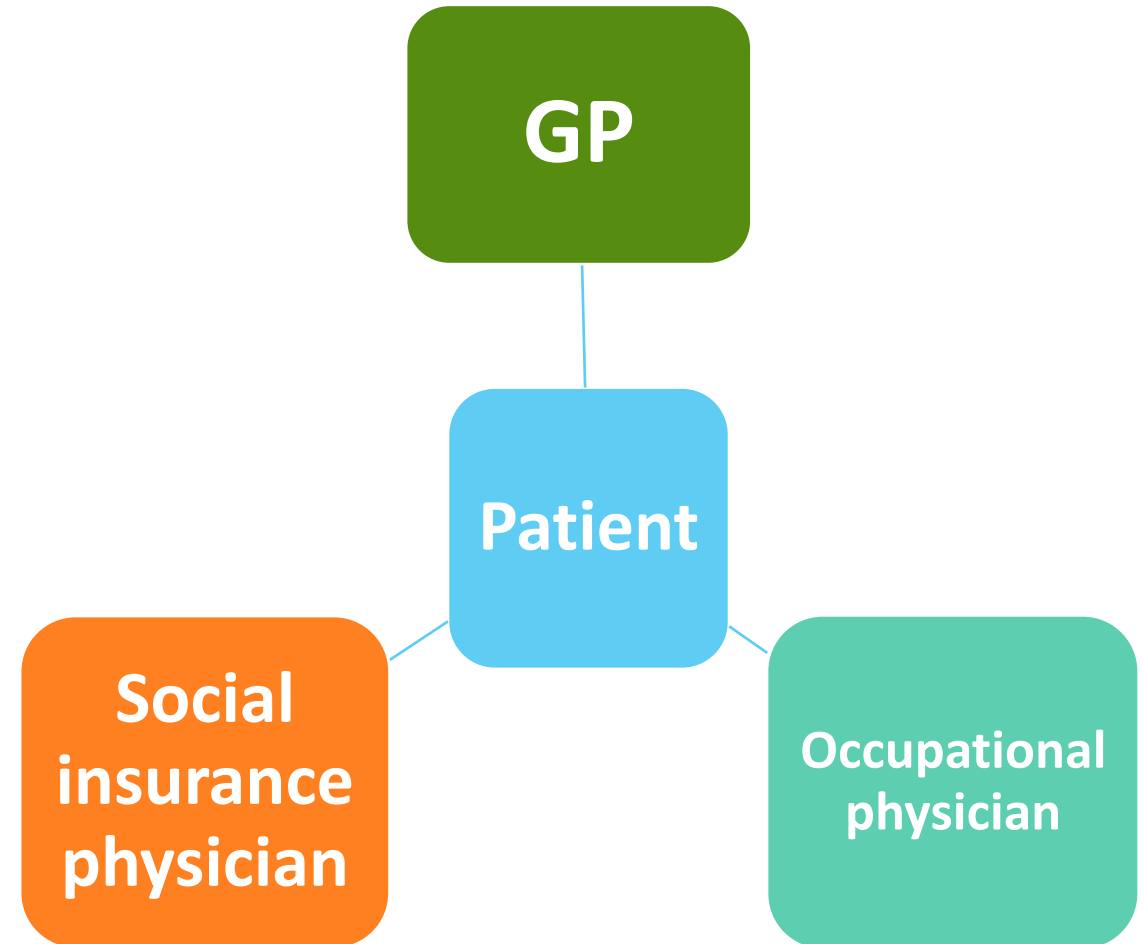 GP
Patient
Social
insurance
physician
Occupational
physician